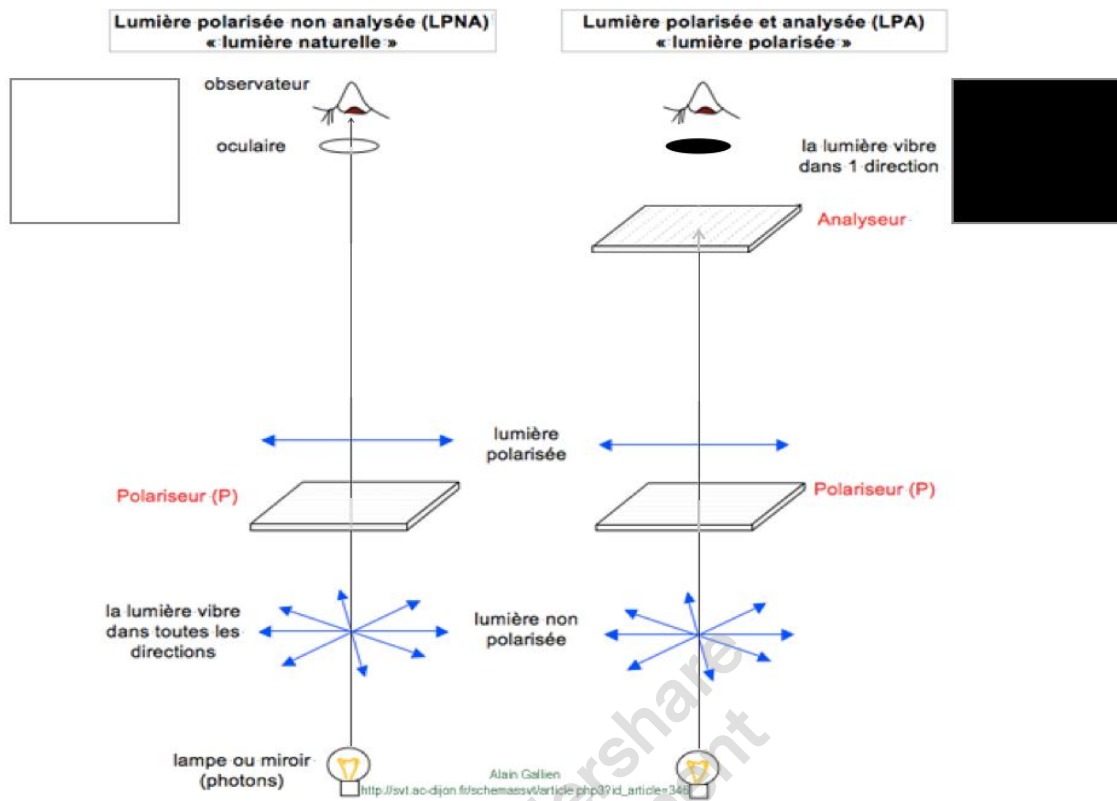 Lumière polarisée non analysée (LPNA)
« lumière naturelle »
Lumière polarisée et analysée (LPA)
« lumière polarisée »
observateur
oculaire
la lumière vibre
dans 1 direction
Analyseur
lumière
polarisée
Polariseur (P)
Polariseur (P)
la lumière vibre
dans toutes les
directions
lumière non
polarisée
lampe ou miroir
(photons)
Alain Gallien